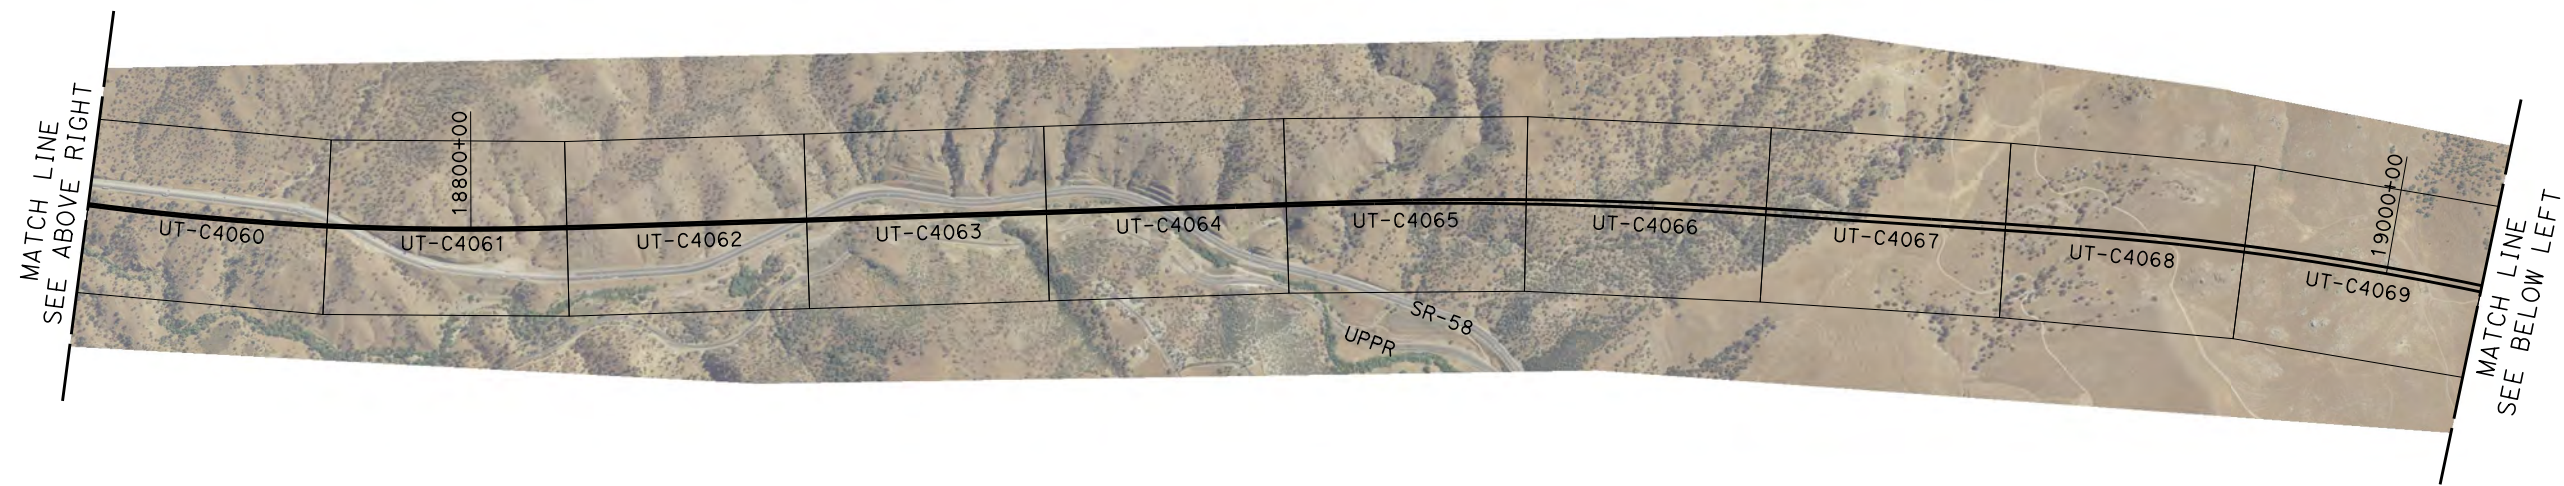 MATCH LINE
SEE ABOVE RIGHT
18800+00
19000+00
UT-C4060
UT-C4061
UT-C4062
UT-C4063
UT-C4064
UT-C4065
UT-C4066
UT-C4067
UT-C4068
UT-C4069
SR-58
UPPR
MATCH LINE
SEE BELOW LEFT